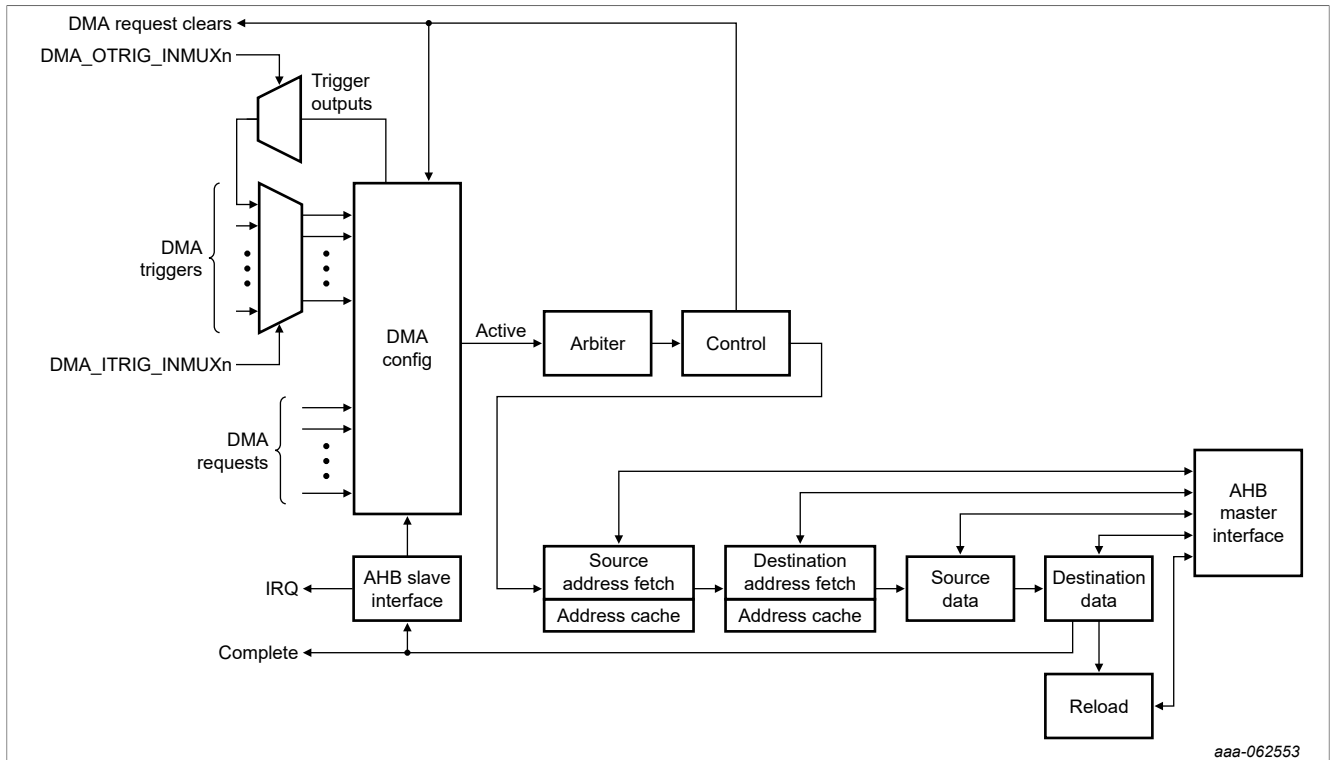 DMA request clears
DMA_OTRIG_INMUXn
Trigger
outputs
DMA
triggers
DMA_ITRIG_INMUXn
DMA
config
Active
Arbiter
Control
DMA
requests
AHB
master
interface
IRQ
AHB slave
interface
Source
address fetch
Address cache
Destination
address fetch
Address cache
Source
data
Destination
data
Complete
Reload
aaa-062553